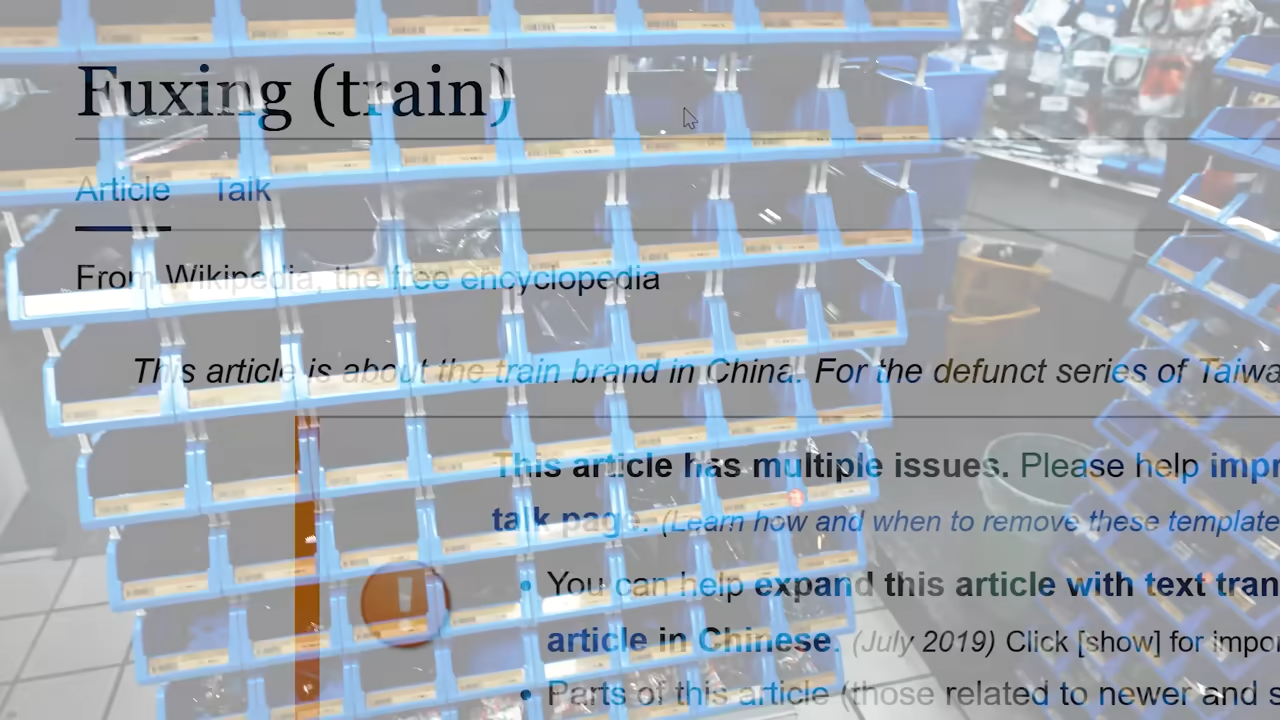 Fuxing (train)
Article Talk
From Wikipedia, the free encyclopedia
This article is about the train brand in China. For the defunct series of Taiwa
This article has multiple issues. Please help impr
talk page. (Learn how and when to remove these template
• You can help expand this article with text tran
article in Chinese. (July 2019) Click [show] for impo
• Parts of this article (those related to newer and s